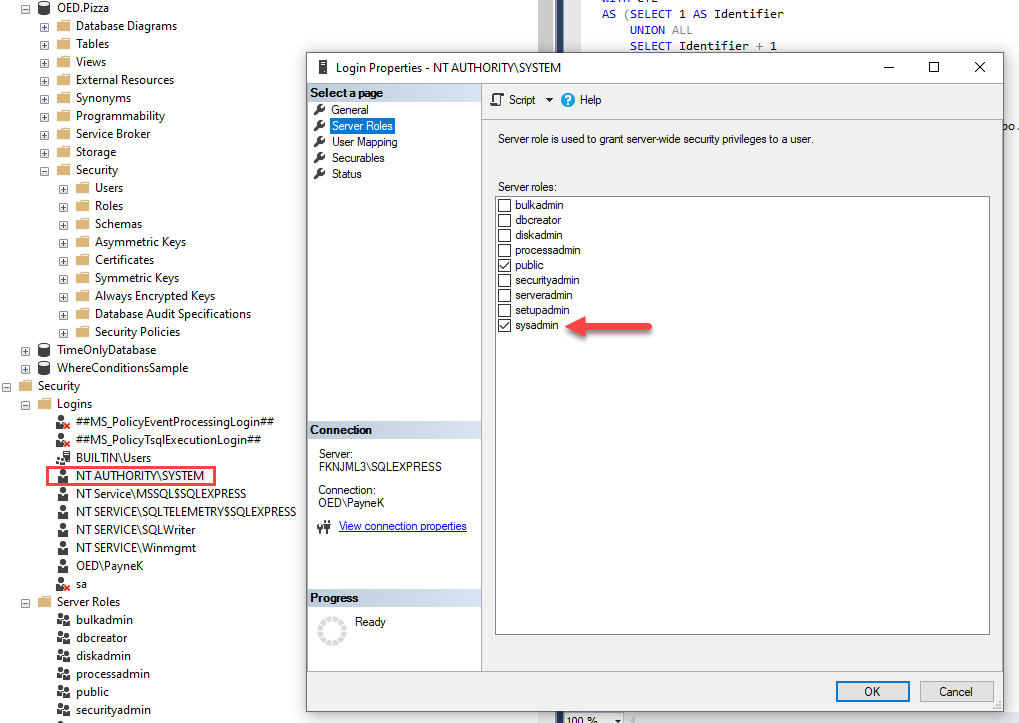 OED.Pizza
Database Diagrams
Tables
Views
External Resources
Synonyms
Programmability
Service Broker
Storage
Security
Users
Roles
Schemas
Asymmetric Keys
Certificates
Symmetric Keys
Always Encrypted Keys
Database Audit Specifications
Security Policies
TimeOnlyDatabase
WhereConditionsSample
Security
Logins
##MS_PolicyEventProcessingLogin##
##MS_PolicyTsqlExecutionLogin##
BUILTIN\Users
NT AUTHORITY\SYSTEM
NT Service\MSSQL$SQLEXPRESS
NT SERVICE\SQLTELEMETRY$SQLEXPRESS
NT SERVICE\SQLWriter
NT SERVICE\Winmgmt
OED\PayneK
sa
Server Roles
bulkadmin
dbcreator
diskadmin
processadmin
public
securityadmin
WITH CTE
AS (SELECT 1 AS Identifier
UNION ALL
SELECT Identifier + 1
bo.
Login Properties - NT AUTHORITY\SYSTEM
Select a page
General
Server Roles
User Mapping
Securables
Status
Connection
Server:
FKNJML3\SQLEXPRESS
Connection:
OED\PayneK
View connection properties
Progress
Ready
Script
Help
Server role is used to grant server-wide security privileges to a user.
Server roles:
bulkadmin
dbcreator
diskadmin
processadmin
public
securityadmin
serveradmin
setupadmin
sysadmin
OK
Cancel
100 %